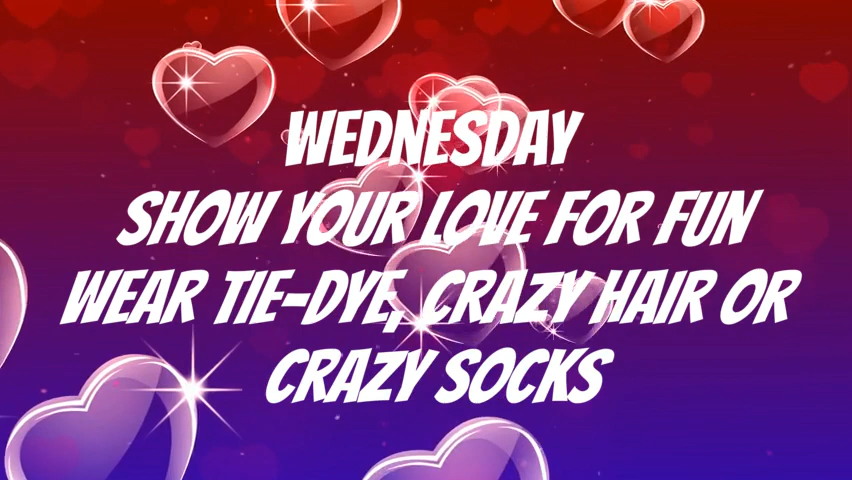 WEDNESDAY
SHOW YOUR LOVE FOR FUN
WEAR TIE-DYE, CRAZY HAIR OR
CRAZY SOCKS